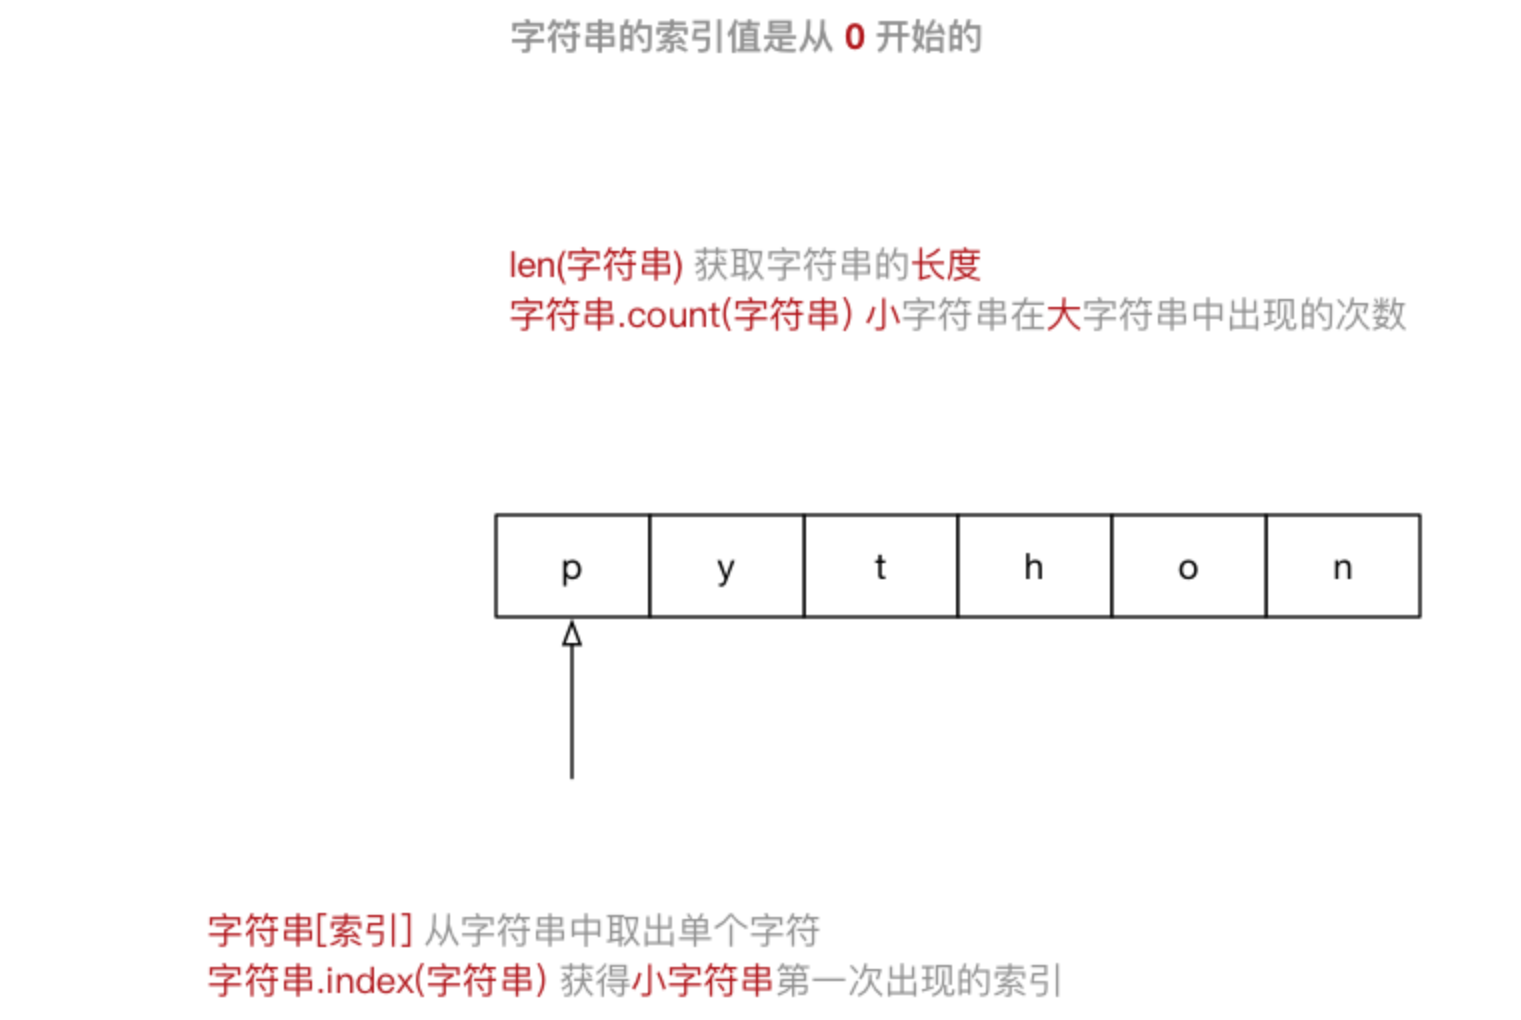 字符串的索引值是从 0 开始的
len(字符串) 获取字符串的长度
字符串.count(字符串) 小字符串在大字符串中出现的次数
p y t h o n
字符串[索引] 从字符串中取出单个字符
字符串.index(字符串) 获得小字符串第一次出现的索引